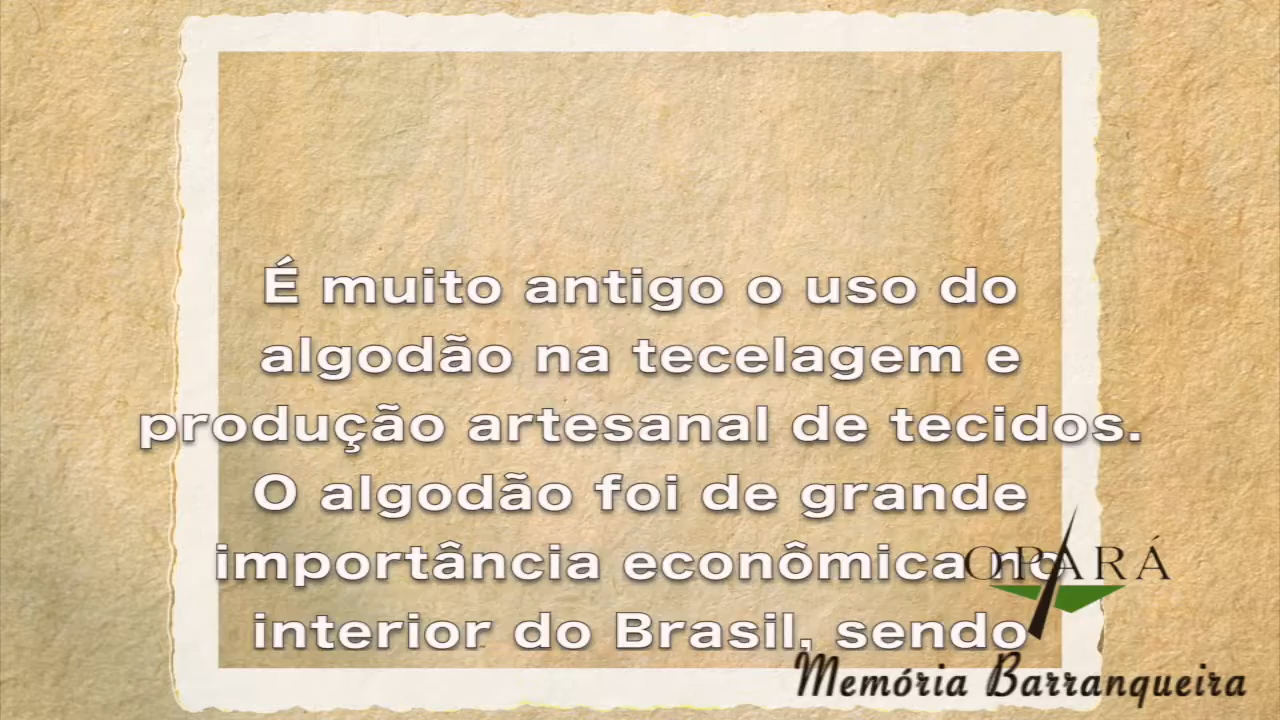 É muito antigo o uso do
algodão na tecelagem e
produção artesanal de tecidos.
O algodão foi de grande
importância econômica no
interior do Brasil, sendo
OPARÁ
Memória Barranqueira